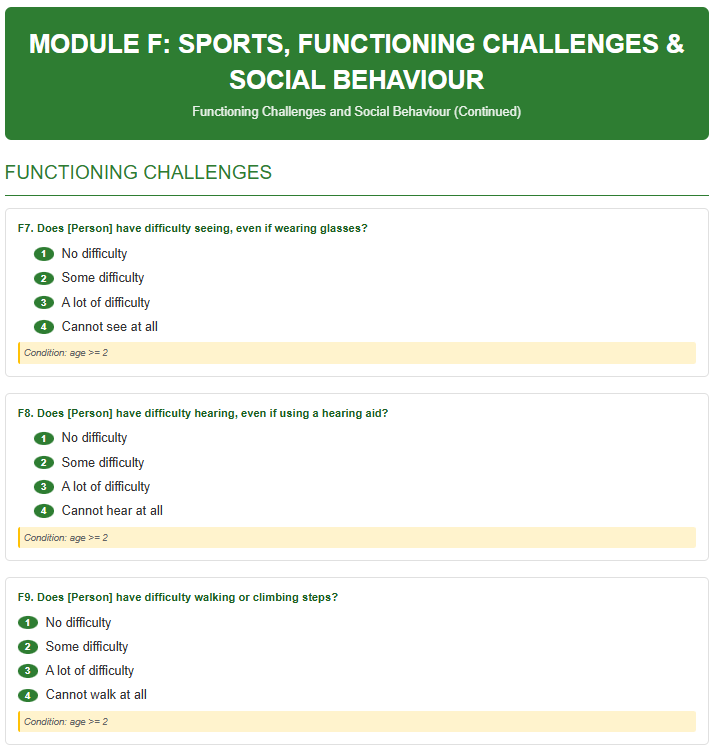 MODULE F: SPORTS, FUNCTIONING CHALLENGES &
SOCIAL BEHAVIOUR
Functioning Challenges and Social Behaviour (Continued)
FUNCTIONING CHALLENGES
F7. Does [Person] have difficulty seeing, even if wearing glasses?
1 No difficulty
2 Some difficulty
3 A lot of difficulty
4 Cannot see at all
Condition: age >= 2
F8. Does [Person] have difficulty hearing, even if using a hearing aid?
1 No difficulty
2 Some difficulty
3 A lot of difficulty
4 Cannot hear at all
Condition: age >= 2
F9. Does [Person] have difficulty walking or climbing steps?
1 No difficulty
2 Some difficulty
3 A lot of difficulty
4 Cannot walk at all
Condition: age >= 2